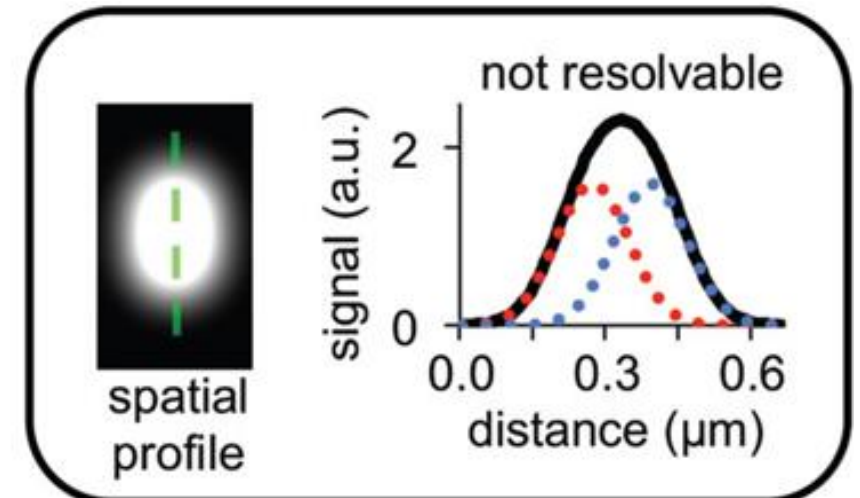 not resolvable
signal (a.u.)
2
0
0.0 0.3 0.6
distance (μm)
spatial
profile